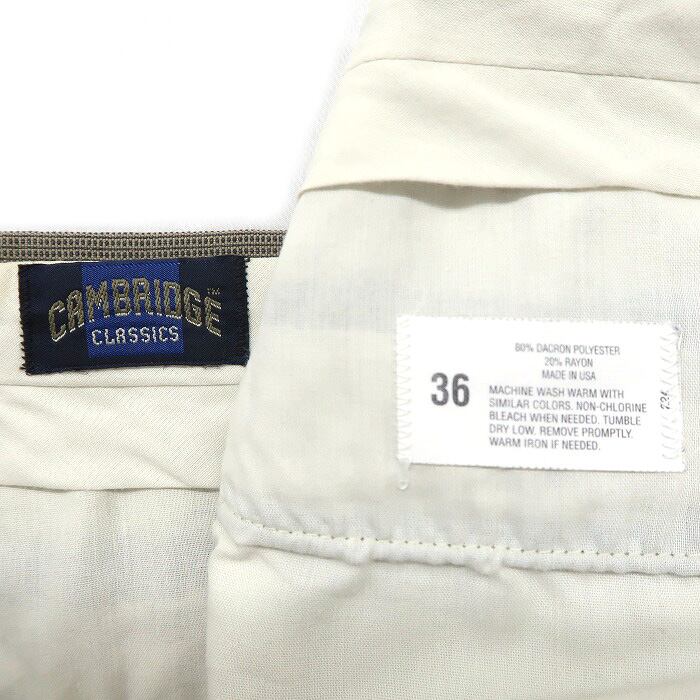 CAMBRIDGE™
CLASSICS
80% DACRON POLYESTER
20% RAYON
MADE IN USA
36
MACHINE WASH WARM WITH
SIMILAR COLORS. NON-CHLORINE
BLEACH WHEN NEEDED. TUMBLE
DRY LOW. REMOVE PROMPTLY.
WARM IRON IF NEEDED.